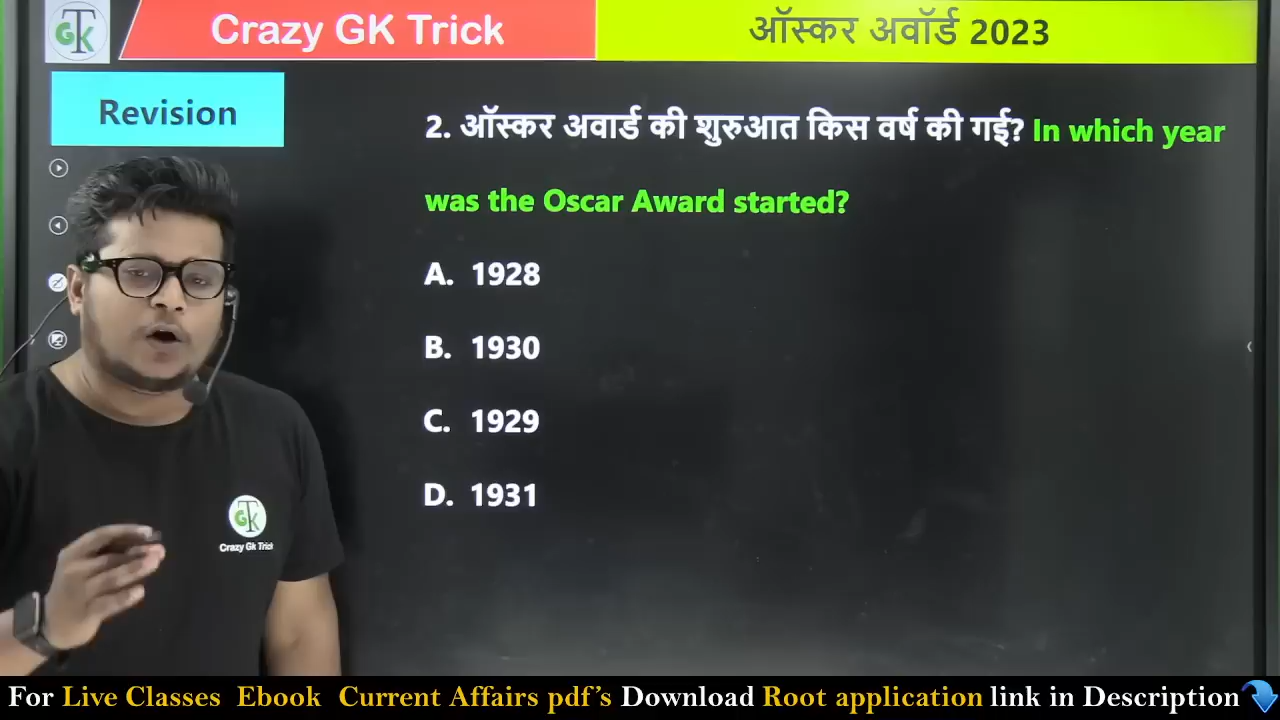 GTK
Crazy GK Trick
ऑस्कर अवॉर्ड 2023
Revision
2. ऑस्कर अवार्ड की शुरुआत किस वर्ष की गई? In which year
was the Oscar Award started?
A. 1928
B. 1930
C. 1929
D. 1931
GTK
Crazy Gk Trick
For Live Classes Ebook Current Affairs pdf's Download Root application link in Description